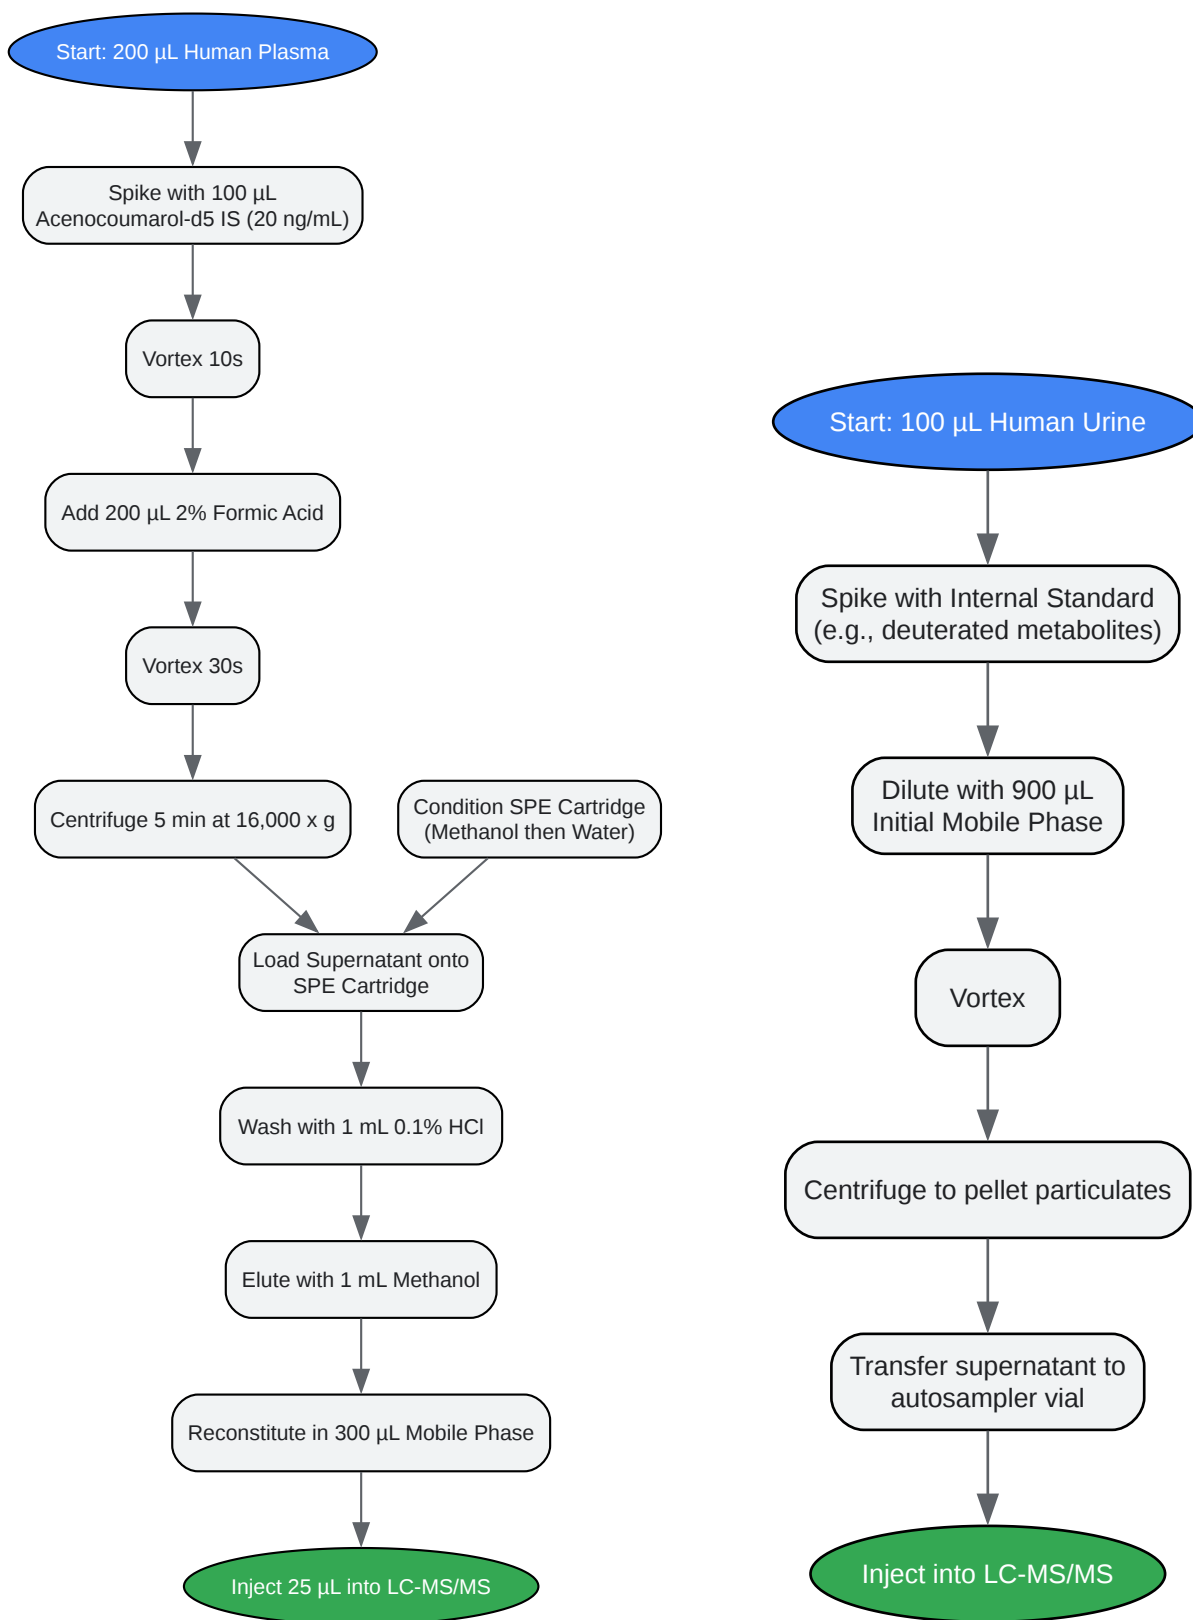 Start: 200 µL Human Plasma
Spike with 100 µL
Acenocoumarol-d5 IS (20 ng/mL)
Vortex 10s
Add 200 µL 2% Formic Acid
Vortex 30s
Centrifuge 5 min at 16,000 x g
Condition SPE Cartridge
(Methanol then Water)
Load Supernatant onto
SPE Cartridge
Wash with 1 mL 0.1% HCl
Elute with 1 mL Methanol
Reconstitute in 300 µL Mobile Phase
Inject 25 µL into LC-MS/MS
Start: 100 µL Human Urine
Spike with Internal Standard
(e.g., deuterated metabolites)
Dilute with 900 µL
Initial Mobile Phase
Vortex
Centrifuge to pellet particulates
Transfer supernatant to
autosampler vial
Inject into LC-MS/MS